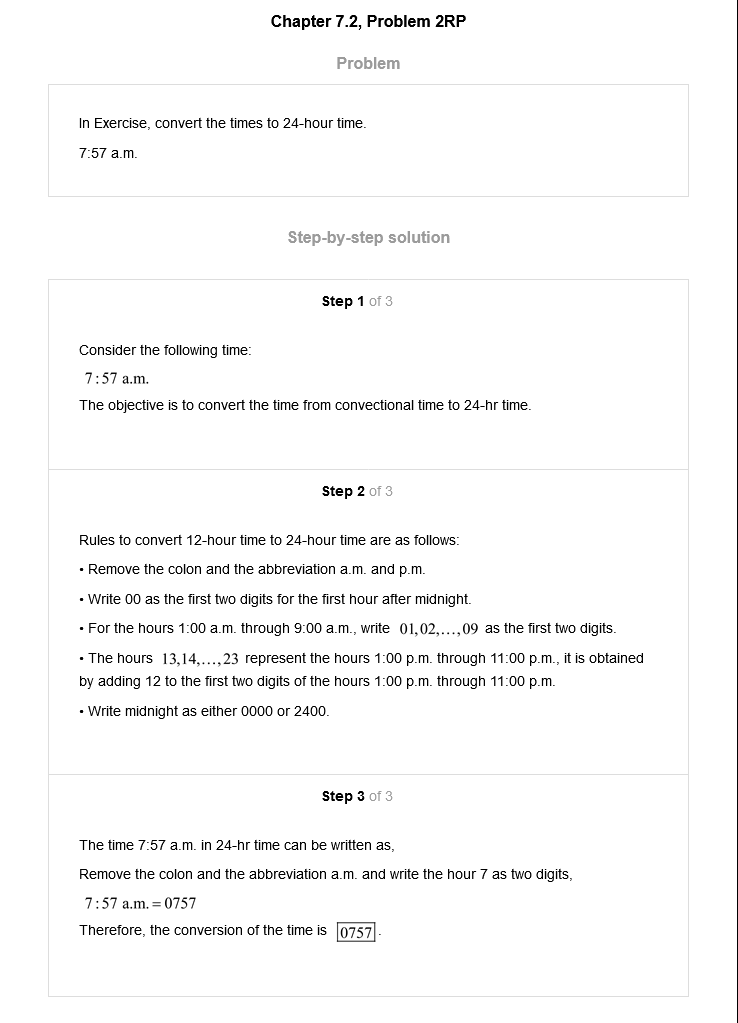 Chapter 7.2, Problem 2RP
Problem
In Exercise, convert the times to 24-hour time.
7:57 a.m.
Step-by-step solution
Step 1 of 3
Consider the following time:
7:57 a.m.
The objective is to convert the time from convectional time to 24-hr time.
Step 2 of 3
Rules to convert 12-hour time to 24-hour time are as follows:
• Remove the colon and the abbreviation a.m. and p.m.
• Write 00 as the first two digits for the first hour after midnight.
• For the hours 1:00 a.m. through 9:00 a.m., write 01,02,...,09 as the first two digits.
• The hours 13,14,...,23 represent the hours 1:00 p.m. through 11:00 p.m., it is obtained
by adding 12 to the first two digits of the hours 1:00 p.m. through 11:00 p.m.
• Write midnight as either 0000 or 2400.
Step 3 of 3
The time 7:57 a.m. in 24-hr time can be written as,
Remove the colon and the abbreviation a.m. and write the hour 7 as two digits,
7:57 a.m. = 0757
Therefore, the conversion of the time is 0757.